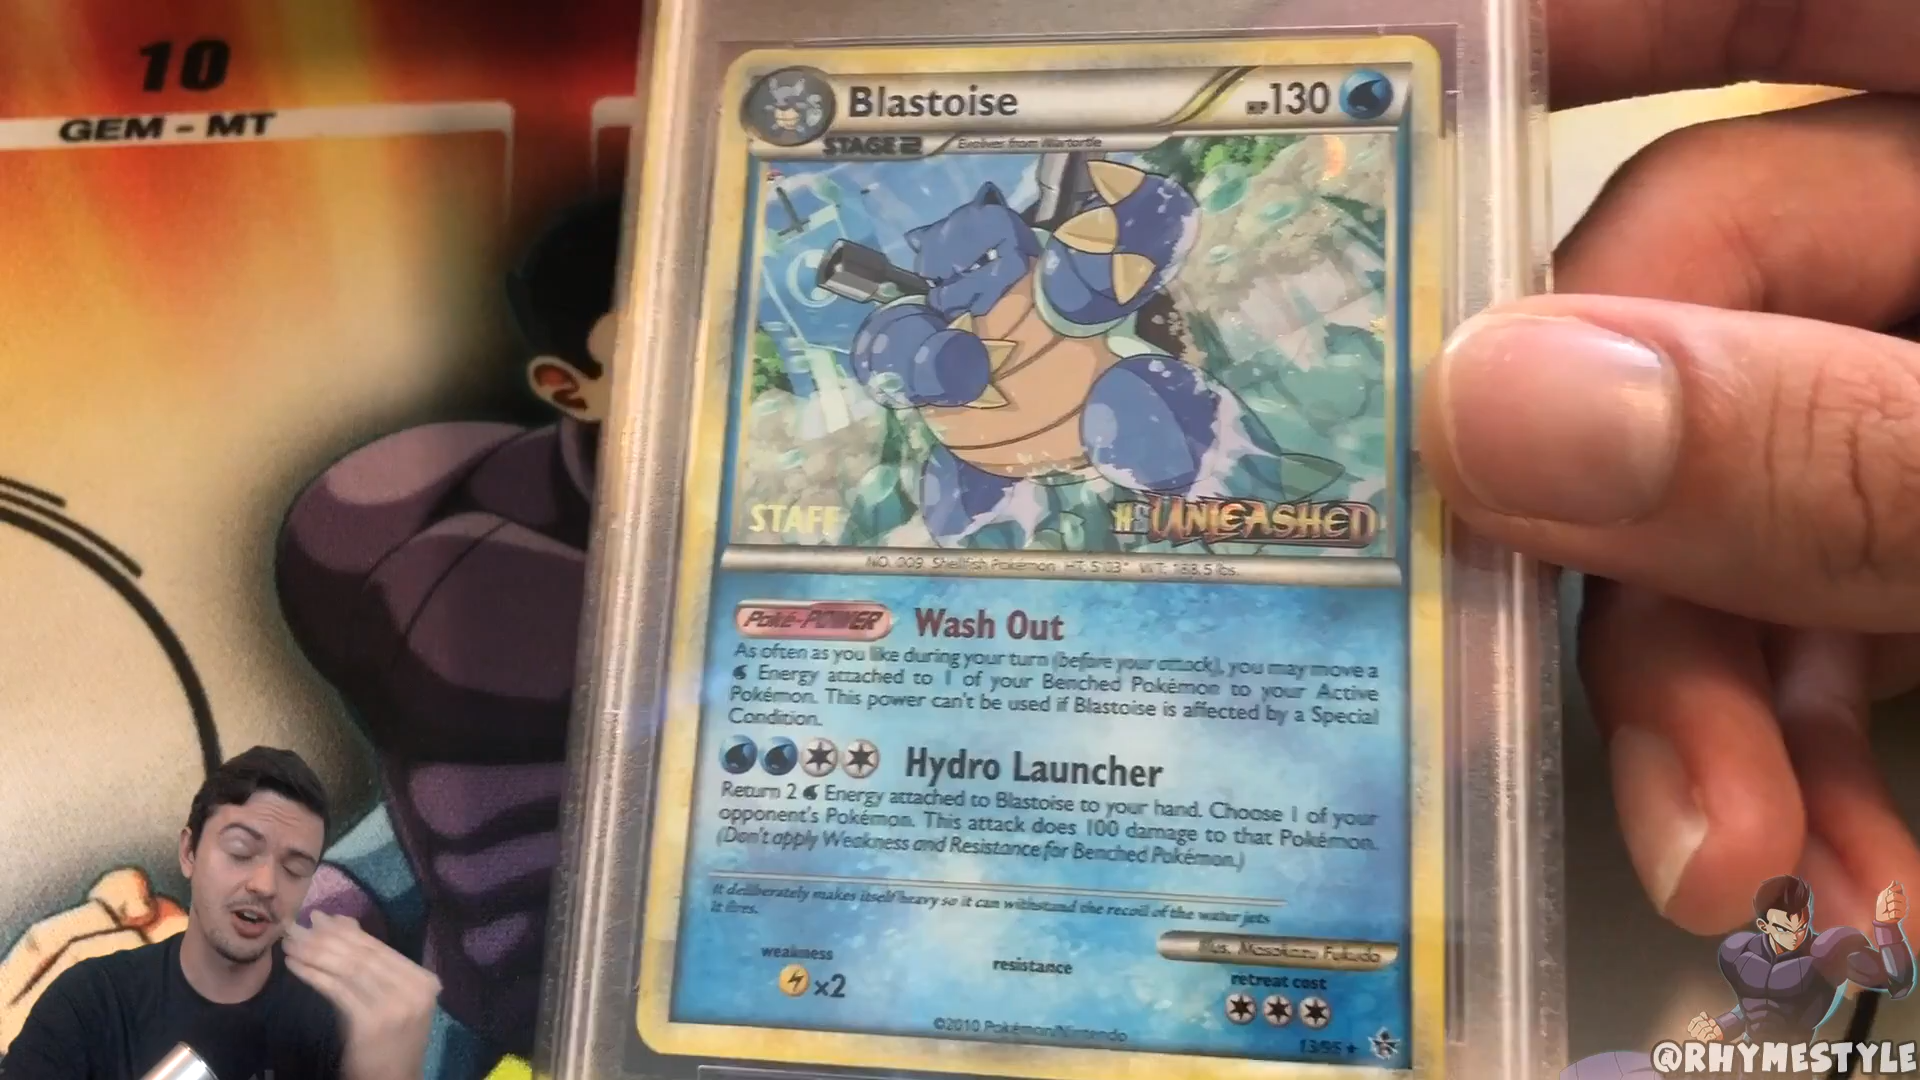 10
GEM - MT
Blastoise
HP130
STAGE 2
Evolves from Wartortle
STAFF
HS UNLEASHED
NO. 009 Shellfish Pokémon HT: 5'03" WT: 188.5 lbs.
Poké-POWER Wash Out
As often as you like during your turn (before your attack), you may move a
Energy attached to 1 of your Benched Pokémon to your Active
Pokémon. This power can't be used if Blastoise is affected by a Special
Condition.
Hydro Launcher
Return 2 Energy attached to Blastoise to your hand. Choose 1 of your
opponent's Pokémon. This attack does 100 damage to that Pokémon.
(Don't apply Weakness and Resistance for Benched Pokémon.)
It deliberately makes itself heavy so it can withstand the recoil of the water jets
it fires.
Illus. Masakazu Fukuda
weakness
x2
resistance
retreat cost
©2010 Pokémon/Nintendo
13/95
@RHYMESTYLE